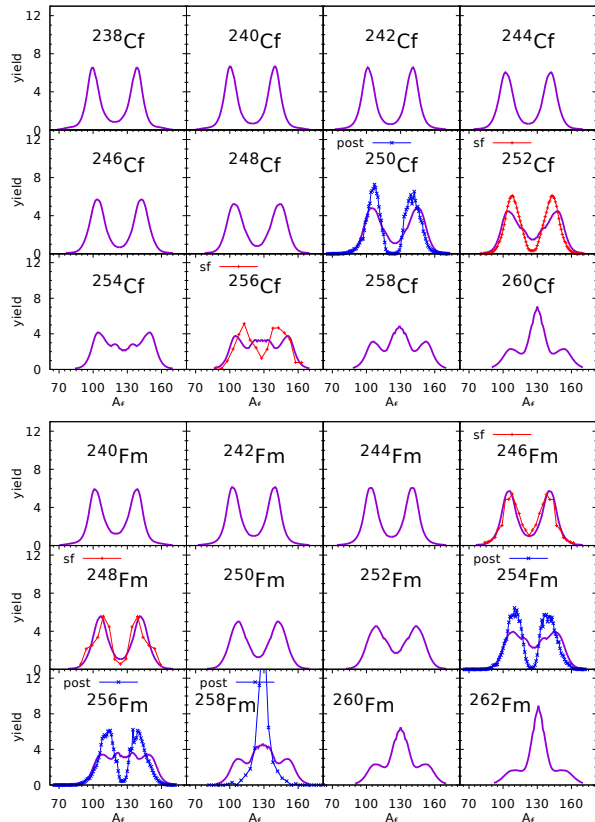 12
8
4
0
yield
238Cf
240Cf
242Cf
244Cf
12
8
4
0
yield
246Cf
248Cf
post
250Cf
sf
252Cf
12
8
4
0
yield
254Cf
sf
256Cf
258Cf
260Cf
70 100 130 160 70 100 130 160 70 100 130 160 70 100 130 160
Af Af Af Af
12
8
4
0
yield
240Fm
242Fm
244Fm
sf
246Fm
12
8
4
0
yield
sf
248Fm
250Fm
252Fm
post
254Fm
12
8
4
0
yield
post
256Fm
post
258Fm
260Fm
262Fm
70 100 130 160 70 100 130 160 70 100 130 160 70 100 130 160
Af Af Af Af